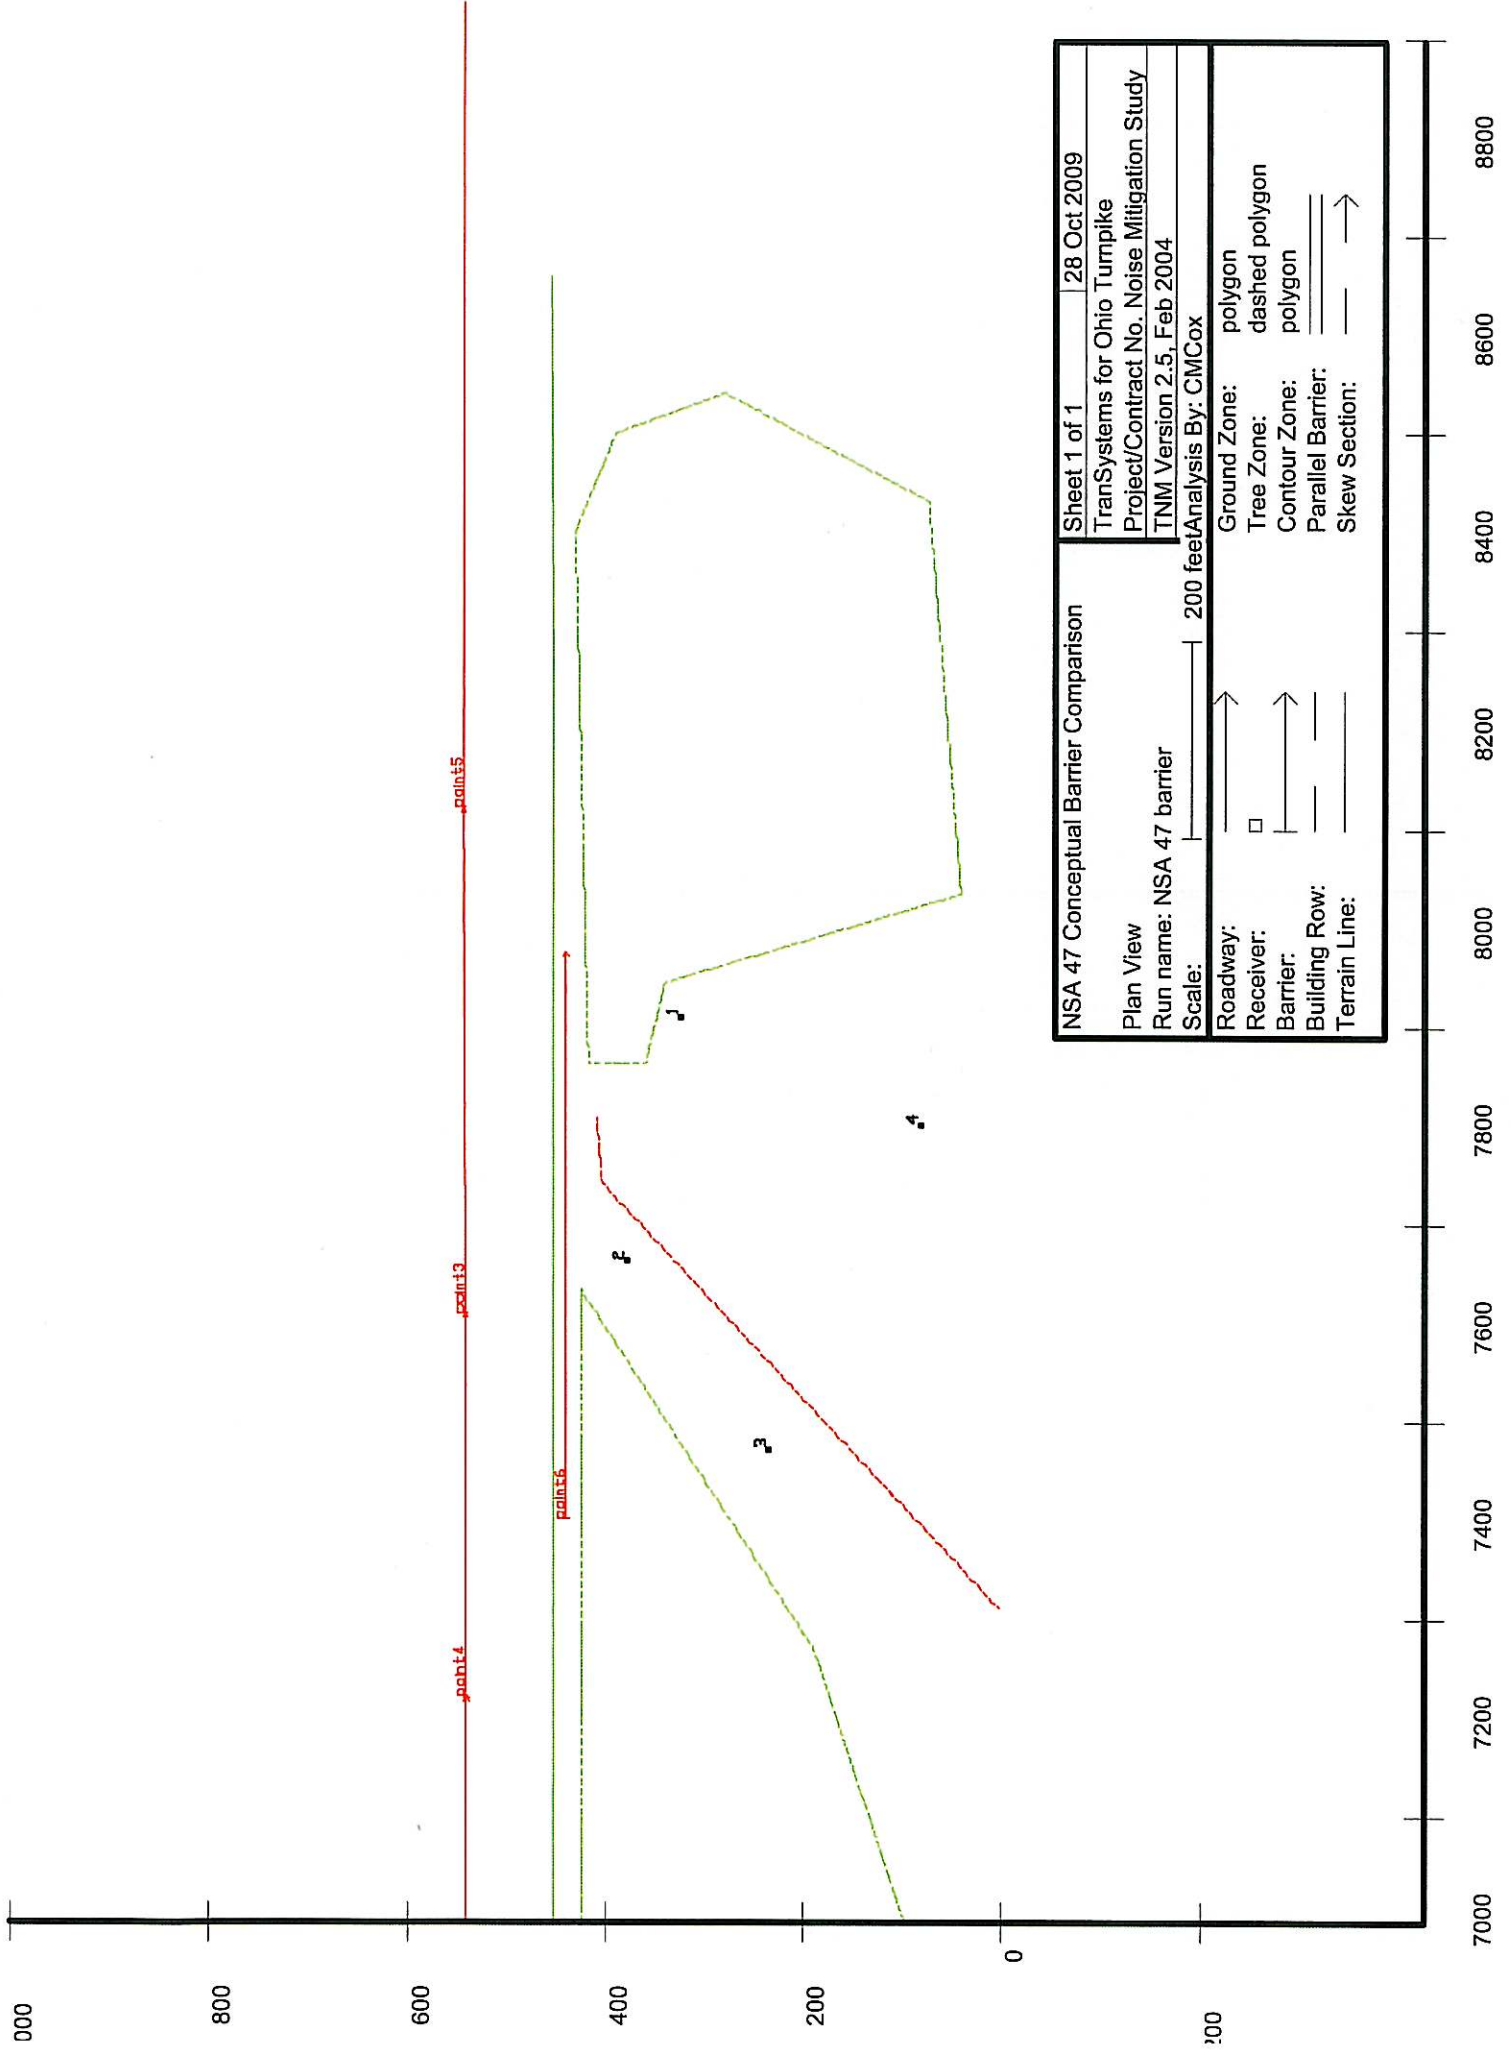 000
800
600
400
200
0
200
point4
point3
point5
point6
1
2
3
4
7000
7200
7400
7600
7800
8000
8200
8400
8600
8800
NSA 47 Conceptual Barrier Comparison
Sheet 1 of 1 28 Oct 2009
TranSystems for Ohio Turnpike
Plan View
Project/Contract No. Noise Mitigation Study
Run name: NSA 47 barrier
TNM Version 2.5, Feb 2004
Scale: 200 feet Analysis By: CMCox
Roadway: Ground Zone: polygon
Receiver: Tree Zone: dashed polygon
Barrier: Contour Zone: polygon
Building Row: Parallel Barrier:
Terrain Line: Skew Section: